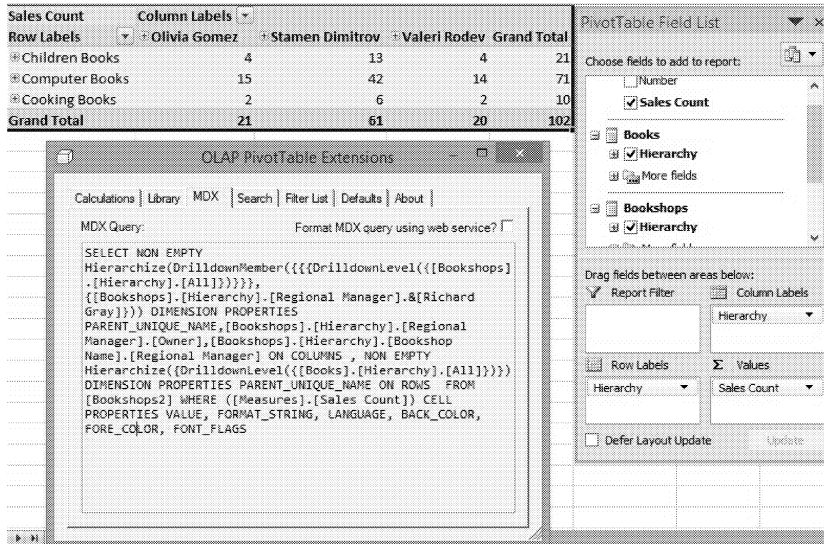 Sales Count Column Labels
Row Labels Olivia Gomez Stamen Dimitrov Valeri Rodev Grand Total
Children Books 4 13 4 21
Computer Books 15 42 14 71
Cooking Books 2 6 2 10
Grand Total 21 61 20 102
PivotTable Field List
Choose fields to add to report:
Number
Sales Count
Books
Hierarchy
More fields
Bookshops
Hierarchy
Drag fields between areas below:
Report Filter Column Labels
Hierarchy
Row Labels Σ Values
Hierarchy Sales Count
Defer Layout Update Update
OLAP PivotTable Extensions
Calculations Library MDX Search Filter List Defaults About
MDX Query: Format MDX query using web service?
SELECT NON EMPTY
Hierarchize(DrilldownMember({{{DrilldownLevel({[Bookshops]
.[Hierarchy].[All]})}}},
{[Bookshops].[Hierarchy].[Regional Manager].&[Richard
Gray]})) DIMENSION PROPERTIES
PARENT_UNIQUE_NAME,[Bookshops].[Hierarchy].[Regional
Manager].[Owner],[Bookshops].[Hierarchy].[Bookshop
Name].[Regional Manager] ON COLUMNS , NON EMPTY
Hierarchize({DrilldownLevel({[Books].[Hierarchy].[All]})})
DIMENSION PROPERTIES PARENT_UNIQUE_NAME ON ROWS FROM
[Bookshops2] WHERE ([Measures].[Sales Count]) CELL
PROPERTIES VALUE, FORMAT_STRING, LANGUAGE, BACK_COLOR,
FORE_COLOR, FONT_FLAGS